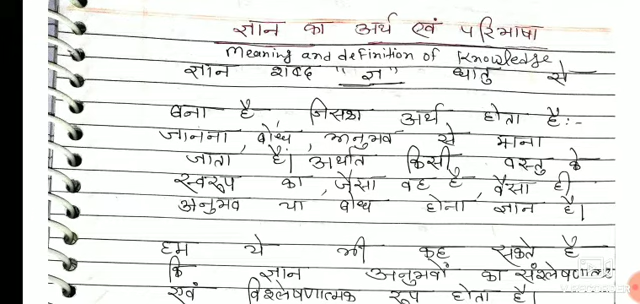 ज्ञान का अर्थ एवं परिभाषा
Meaning and definition of Knowledge
ज्ञान शब्द "ज्ञ" धातु से
बना है जिसका अर्थ होता है:-
जानना, बोध, अनुभव से माना
जाता है। अर्थात किसी वस्तु के
स्वरूप का, जैसा वह है, वैसा ही
अनुभव या बोध होना, ज्ञान है।
हम ये भी कह सकते है
कि ज्ञान अनुभवों का संश्लेषणात्मक
एवं विश्लेषणात्मक रूप होता है।